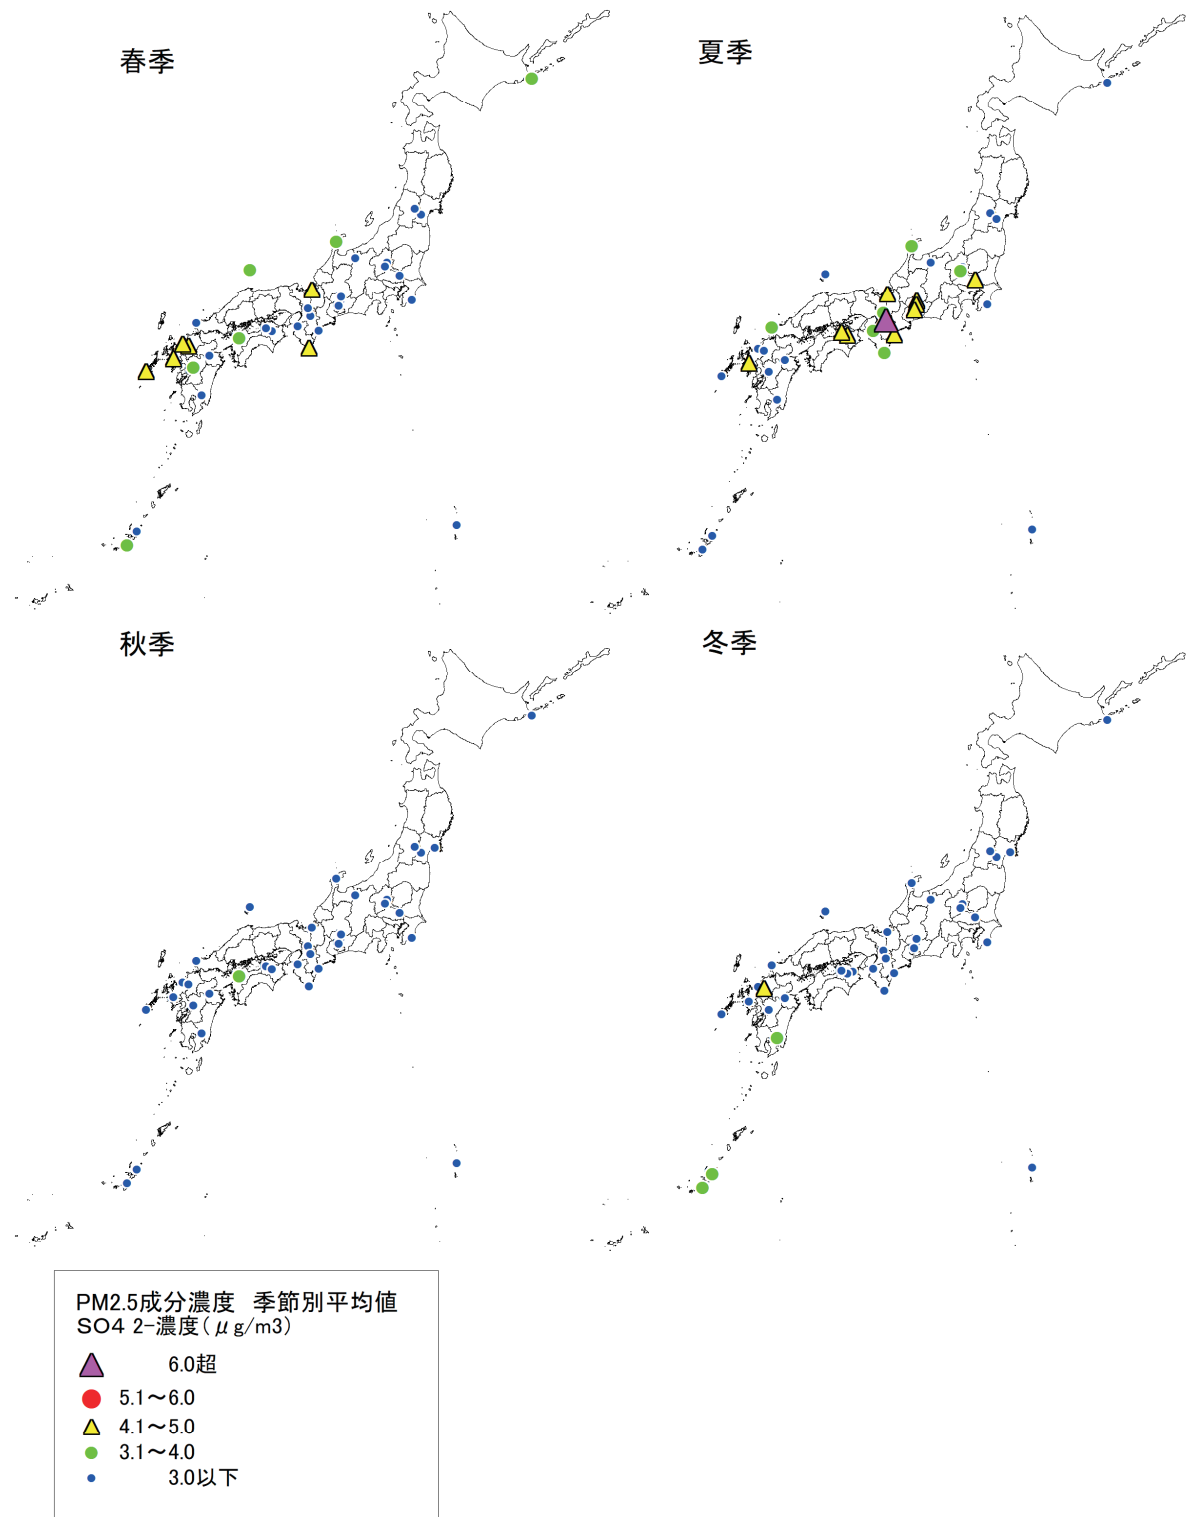 春季
夏季
秋季
冬季
PM2.5成分濃度　季節別平均値
SO4 2-濃度(μg/m3)
6.0超
5.1～6.0
4.1～5.0
3.1～4.0
3.0以下